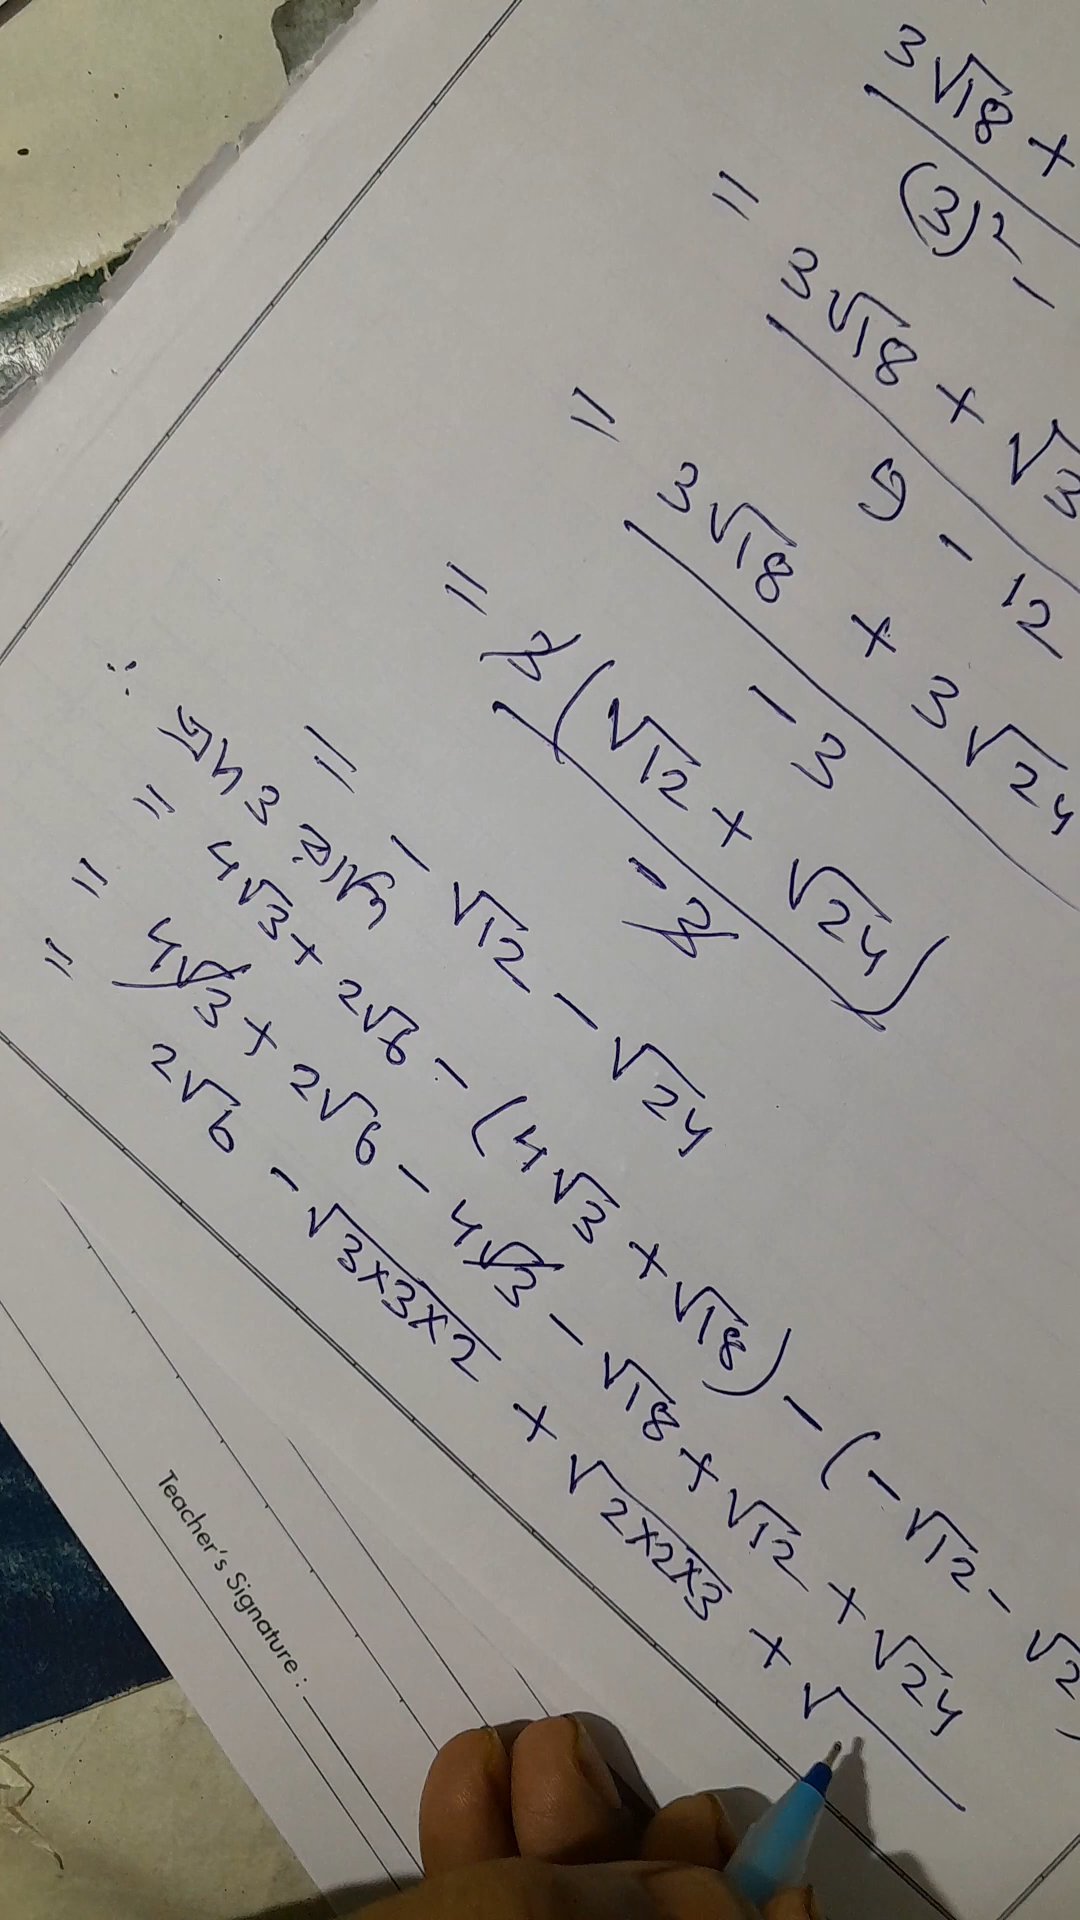 3√18 +
(3)² -
= 3√18 + √3
9 - 12
= 3√18 + 3√24
- 3
= 3(√12 + √24)
- 3
= - √12 - √24
∴
= 4√3 + 2√6 - (4√3 + √18) - (-√12 - √2
= 4√3 + 2√6 - 4√3 - √18 + √12 + √24
= 2√6 - √3×3×2 + √2×2×3 + √
Teacher's Signature :